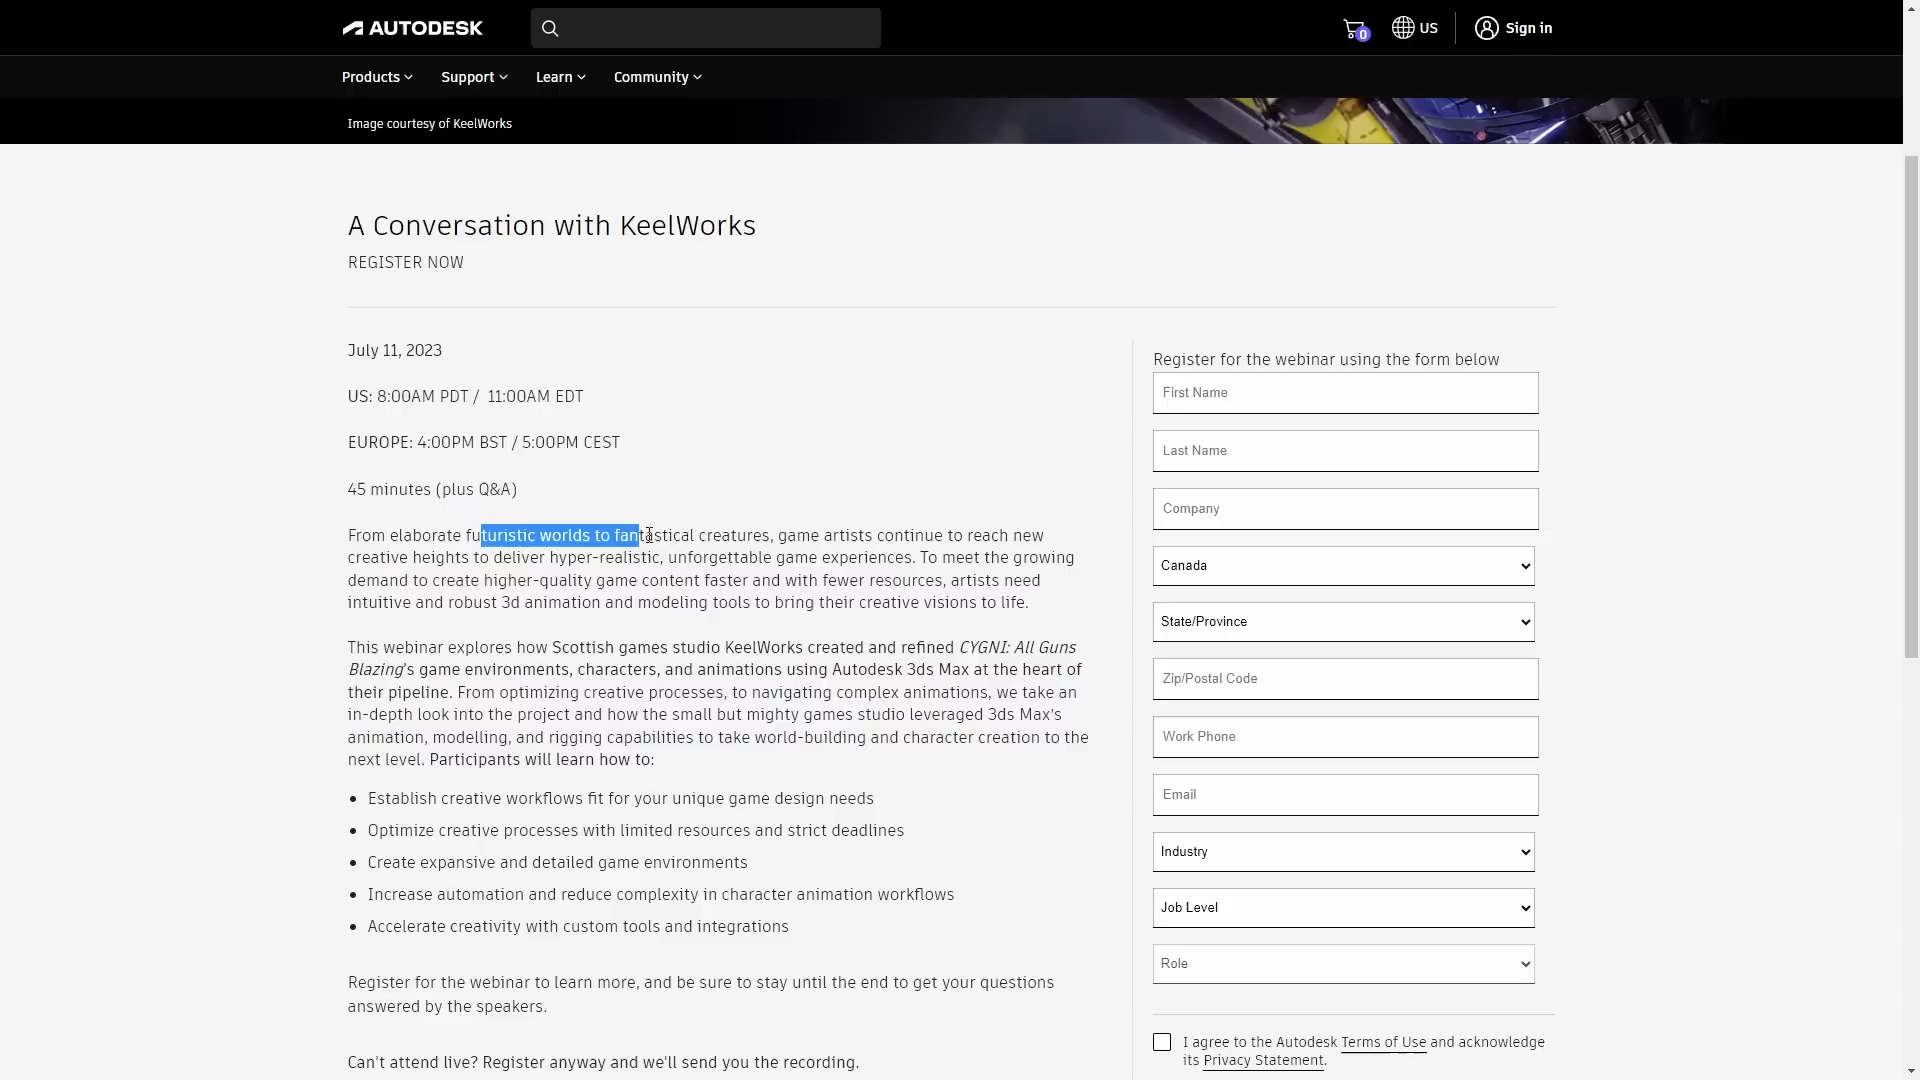 AUTODESK
0
US
Sign in
Products
Support
Learn
Community
Image courtesy of KeelWorks
A Conversation with KeelWorks
REGISTER NOW
July 11, 2023
US: 8:00AM PDT / 11:00AM EDT
EUROPE: 4:00PM BST / 5:00PM CEST
45 minutes (plus Q&A)
From elaborate futuristic worlds to fantastical creatures, game artists continue to reach new
creative heights to deliver hyper-realistic, unforgettable game experiences. To meet the growing
demand to create higher-quality game content faster and with fewer resources, artists need
intuitive and robust 3d animation and modeling tools to bring their creative visions to life.
This webinar explores how Scottish games studio KeelWorks created and refined CYGNI: All Guns
Blazing's game environments, characters, and animations using Autodesk 3ds Max at the heart of
their pipeline. From optimizing creative processes, to navigating complex animations, we take an
in-depth look into the project and how the small but mighty games studio leveraged 3ds Max's
animation, modelling, and rigging capabilities to take world-building and character creation to the
next level. Participants will learn how to:
• Establish creative workflows fit for your unique game design needs
• Optimize creative processes with limited resources and strict deadlines
• Create expansive and detailed game environments
• Increase automation and reduce complexity in character animation workflows
• Accelerate creativity with custom tools and integrations
Register for the webinar to learn more, and be sure to stay until the end to get your questions
answered by the speakers.
Can't attend live? Register anyway and we'll send you the recording.
Register for the webinar using the form below
First Name
Last Name
Company
Canada
State/Province
Zip/Postal Code
Work Phone
Email
Industry
Job Level
Role
I agree to the Autodesk Terms of Use and acknowledge
its Privacy Statement.